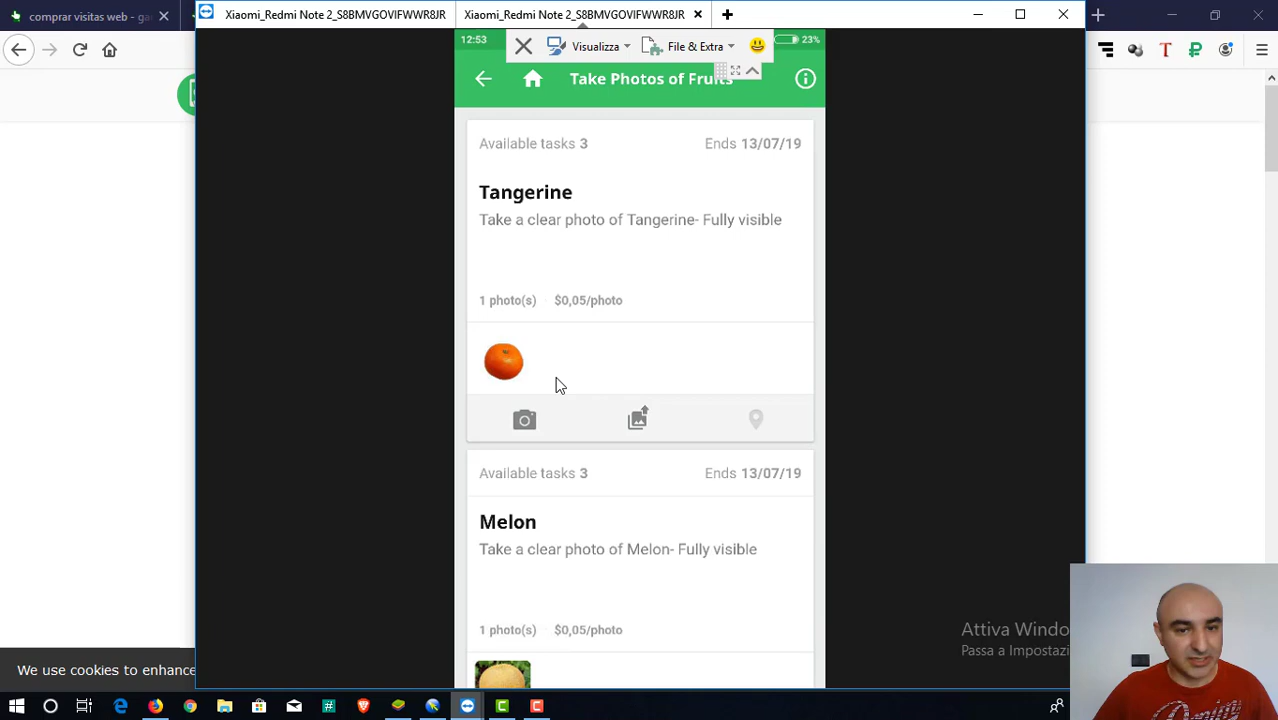 comprar visitas web - ga
Xiaomi_Redmi Note 2_S8BMVGOVIFWWR8JR
Xiaomi_Redmi Note 2_S8BMVGOVIFWWR8JR
12:53
Visualizza
File & Extra
23%
Take Photos of Fruits
Available tasks 3
Ends 13/07/19
Tangerine
Take a clear photo of Tangerine- Fully visible
1 photo(s) $0,05/photo
Available tasks 3
Ends 13/07/19
Melon
Take a clear photo of Melon- Fully visible
1 photo(s) $0,05/photo
Attiva Windo
Passa a Impostazi
We use cookies to enhance